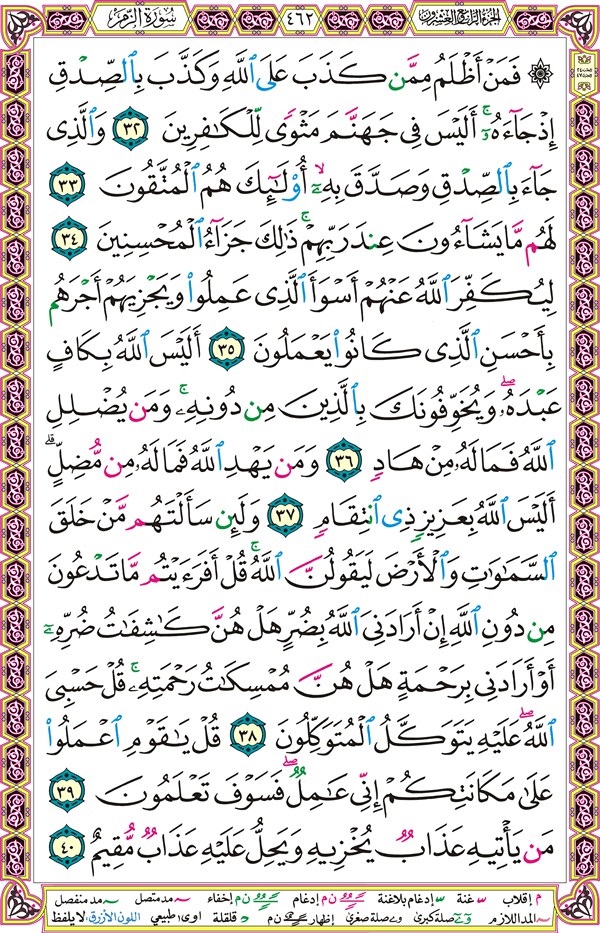 سورة الزمر
٤٦٢
الجزء الرابع والعشرون
۞ فَمَنْ أَظْلَمُ مِمَّن كَذَبَ عَلَى ٱللَّهِ وَكَذَّبَ بِٱلصِّدْقِ
إِذْ جَآءَهُۥٓ ۚ أَلَيْسَ فِى جَهَنَّمَ مَثْوًى لِّلْكَـٰفِرِينَ ٣٢ وَٱلَّذِى
جَآءَ بِٱلصِّدْقِ وَصَدَّقَ بِهِۦٓ ۙ أُو۟لَـٰٓئِكَ هُمُ ٱلْمُتَّقُونَ ٣٣
لَهُم مَّا يَشَآءُونَ عِندَ رَبِّهِمْ ۚ ذَٰلِكَ جَزَآءُ ٱلْمُحْسِنِينَ ٣٤
لِيُكَفِّرَ ٱللَّهُ عَنْهُمْ أَسْوَأَ ٱلَّذِى عَمِلُوا۟ وَيَجْزِيَهُمْ أَجْرَهُم
بِأَحْسَنِ ٱلَّذِى كَانُوا۟ يَعْمَلُونَ ٣٥ أَلَيْسَ ٱللَّهُ بِكَافٍ
عَبْدَهُۥ ۖ وَيُخَوِّفُونَكَ بِٱلَّذِينَ مِن دُونِهِۦ ۚ وَمَن يُضْلِلِ
ٱللَّهُ فَمَا لَهُۥ مِنْ هَادٍ ٣٦ وَمَن يَهْدِ ٱللَّهُ فَمَا لَهُۥ مِن مُّضِلٍّ ۗ
أَلَيْسَ ٱللَّهُ بِعَزِيزٍ ذِى ٱنتِقَامٍ ٣٧ وَلَئِن سَأَلْتَهُم مَّنْ خَلَقَ
ٱلسَّمَـٰوَٰتِ وَٱلْأَرْضَ لَيَقُولُنَّ ٱللَّهُ ۚ قُلْ أَفَرَءَيْتُم مَّا تَدْعُونَ
مِن دُونِ ٱللَّهِ إِنْ أَرَادَنِىَ ٱللَّهُ بِضُرٍّ هَلْ هُنَّ كَـٰشِفَـٰتُ ضُرِّهِۦٓ
أَوْ أَرَادَنِى بِرَحْمَةٍ هَلْ هُنَّ مُمْسِكَـٰتُ رَحْمَتِهِۦ ۚ قُلْ حَسْبِىَ
ٱللَّهُ ۖ عَلَيْهِ يَتَوَكَّلُ ٱلْمُتَوَكِّلُونَ ٣٨ قُلْ يَـٰقَوْمِ ٱعْمَلُوا۟
عَلَىٰ مَكَانَتِكُمْ إِنِّى عَـٰمِلٌ ۖ فَسَوْفَ تَعْلَمُونَ ٣٩
مَن يَأْتِيهِ عَذَابٌ يُخْزِيهِ وَيَحِلُّ عَلَيْهِ عَذَابٌ مُّقِيمٌ ٤٠
م إقلاب غنة إدغام بلاغنة ن م إدغام ن م إخفاء مد متصل مد منفصل
المد اللازم صلة كبرى صلة صغرى إظهار ن م قلقلة اوى طبيعي اللون الأزرق: لا يلفظ